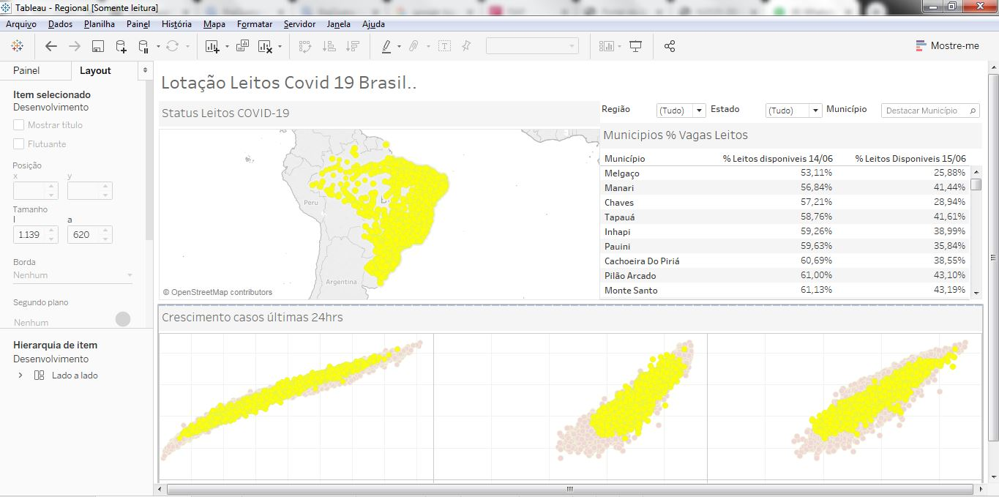 Tableau - Regional [Somente leitura]
Arquivo Dados Planilha Painel História Mapa Formatar Servidor Janela Ajuda
Mostre-me
Painel Layout
Item selecionado
Desenvolvimento
Mostrar título
Flutuante
Posição
x y
Tamanho
l a
1.139 620
Borda
Nenhum
Segundo plano
Nenhum
Hierarquia de item
Desenvolvimento
Lado a lado
Lotação Leitos Covid 19 Brasil..
Status Leitos COVID-19
Peru
Argentina
© OpenStreetMap contributors
Região (Tudo) Estado (Tudo) Município Destacar Município
Municipios % Vagas Leitos
Município % Leitos disponiveis 14/06 % Leitos Disponiveis 15/06
Melgaço 53,11% 25,88%
Manari 56,84% 41,44%
Chaves 57,21% 28,94%
Tapauá 58,76% 41,61%
Inhapi 59,26% 38,99%
Pauini 59,63% 35,84%
Cachoeira Do Piriá 60,69% 38,55%
Pilão Arcado 61,00% 43,10%
Monte Santo 61,13% 43,19%
Crescimento casos últimas 24hrs